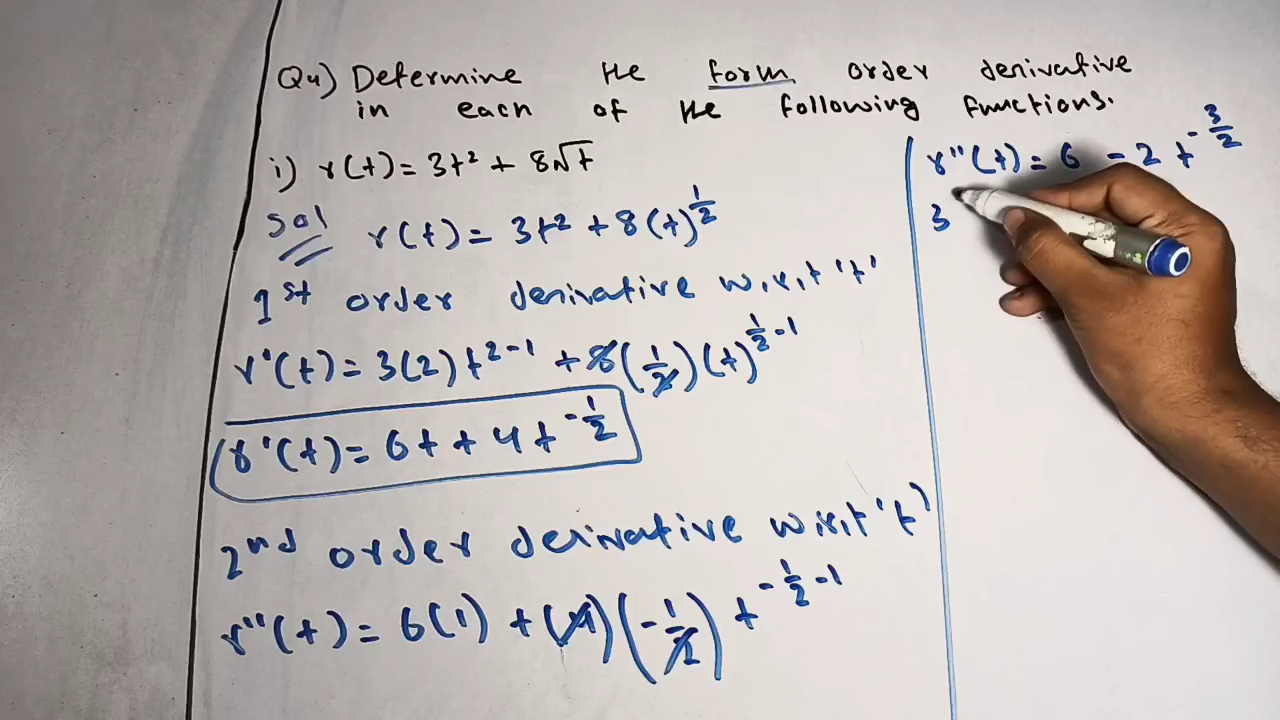 Q4) Determine the form order derivative
in each of the following functions.
i) r(t) = 3t² + 8√t
Sol r(t) = 3t² + 8(t)^{1/2}
1st order derivative w.r.t 't'
r'(t) = 3(2)t^{2-1} + 8(1/2)(t)^{1/2 - 1}
r'(t) = 6t + 4t^{-1/2}
2nd order derivative w.r.t 't'
r''(t) = 6(1) + (4)(-1/2) t^{-1/2 - 1}
r''(t) = 6 - 2t^{-3/2}
3